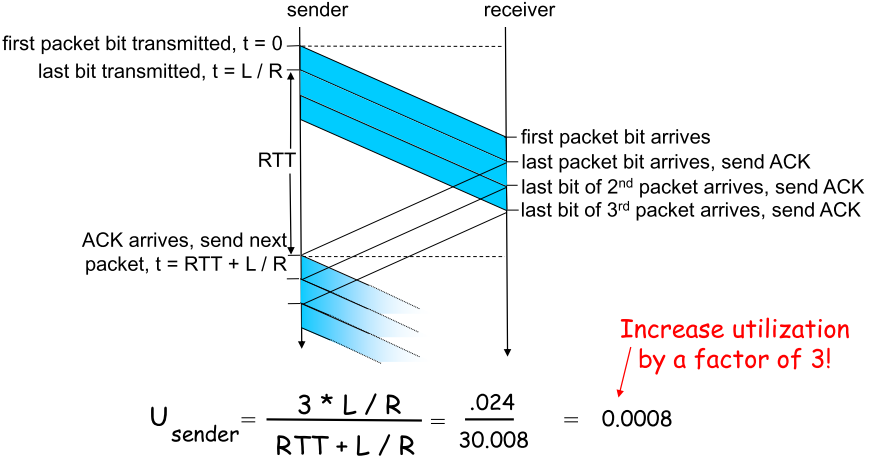 sender
receiver
first packet bit transmitted, t = 0
last bit transmitted, t = L / R
RTT
first packet bit arrives
last packet bit arrives, send ACK
last bit of 2nd packet arrives, send ACK
last bit of 3rd packet arrives, send ACK
ACK arrives, send next
packet, t = RTT + L / R
Increase utilization
by a factor of 3!
U sender = 3 * L / R / RTT + L / R = .024 / 30.008 = 0.0008